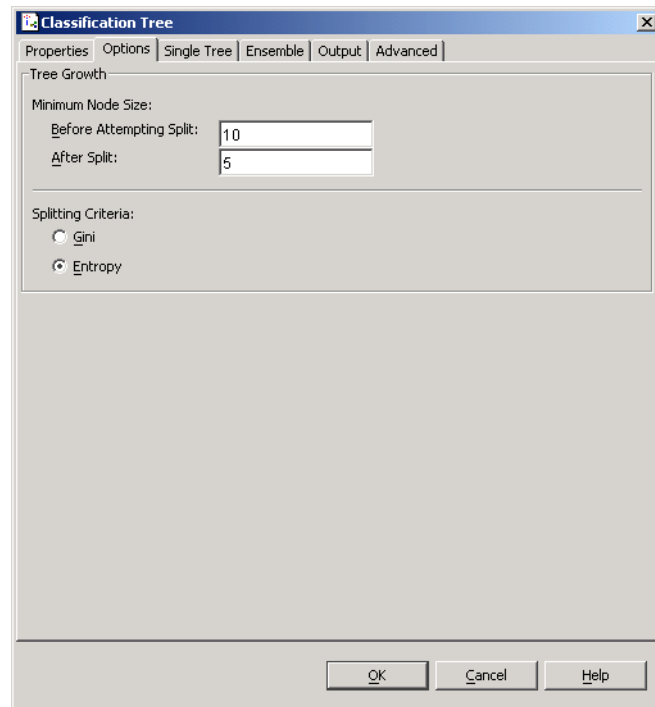 Classification Tree
Properties Options Single Tree Ensemble Output Advanced
Tree Growth
Minimum Node Size:
Before Attempting Split: 10
After Split: 5
Splitting Criteria:
Gini
Entropy
OK Cancel Help